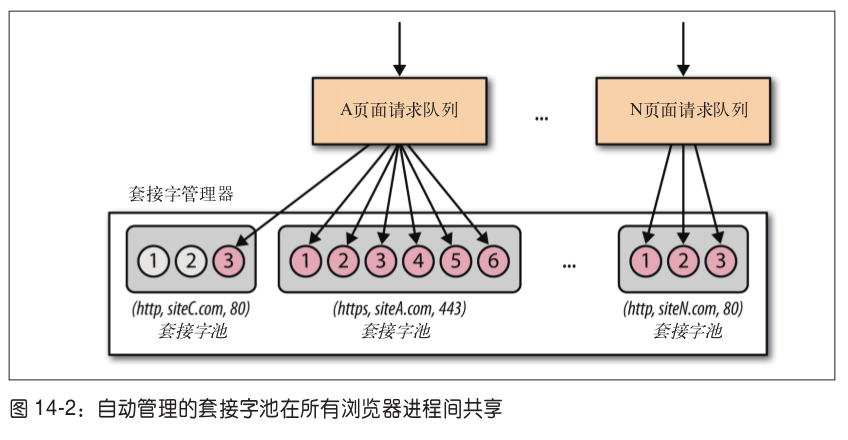 A页面请求队列 ... N页面请求队列
套接字管理器
1 2 3 1 2 3 4 5 6 ... 1 2 3
(http, siteC.com, 80) (https, siteA.com, 443) (http, siteN.com, 80)
套接字池 套接字池 套接字池
图 14-2：自动管理的套接字池在所有浏览器进程间共享